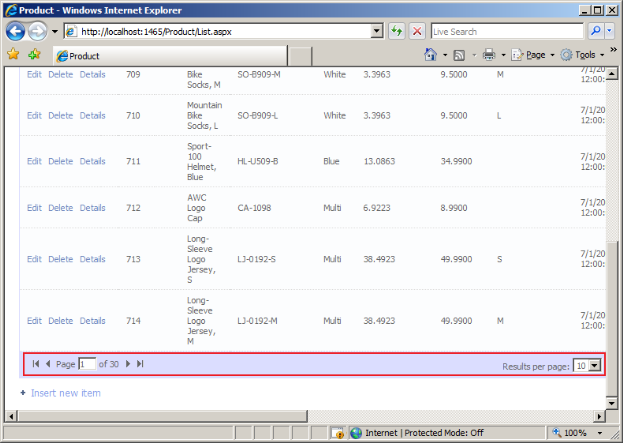 Product - Windows Internet Explorer
http://localhost:1465/Product/List.aspx
Live Search
Product
Page
Tools
Edit Delete Details 709 Bike Socks, M SO-B909-M White 3.3963 9.5000 M 7/1/20 12:00:
Edit Delete Details 710 Mountain Bike Socks, L SO-B909-L White 3.3963 9.5000 L 7/1/20 12:00:
Edit Delete Details 711 Sport-100 Helmet, Blue HL-U509-B Blue 13.0863 34.9900 7/1/20 12:00:
Edit Delete Details 712 AWC Logo Cap CA-1098 Multi 6.9223 8.9900 7/1/20 12:00:
Edit Delete Details 713 Long-Sleeve Logo Jersey, S LJ-0192-S Multi 38.4923 49.9900 S 7/1/20 12:00:
Edit Delete Details 714 Long-Sleeve Logo Jersey, M LJ-0192-M Multi 38.4923 49.9900 M 7/1/20 12:00:
Page 1 of 30 Results per page: 10
Insert new item
Internet | Protected Mode: Off 100%